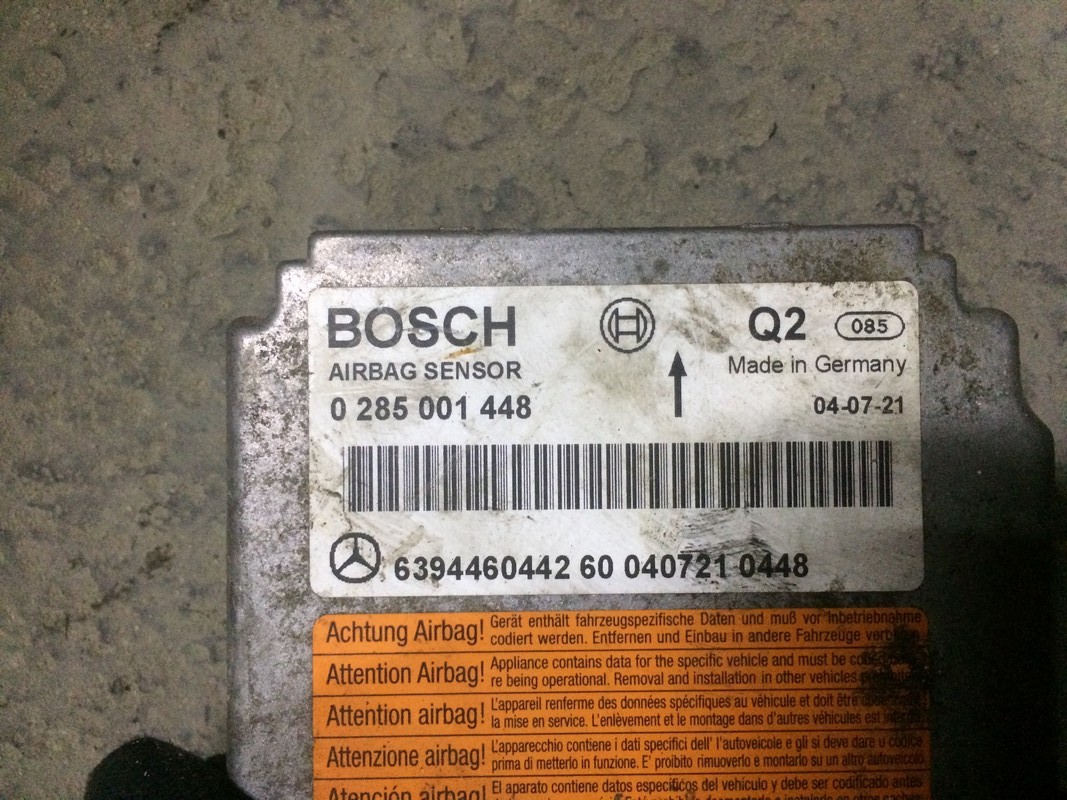 BOSCH Q2 085
AIRBAG SENSOR Made in Germany
0 285 001 448 04-07-21
6394460442 60 040721 0448
Achtung Airbag! Gerät enthält fahrzeugspezifische Daten und muß vor Inbetriebnahme
codiert werden. Entfernen und Einbau in andere Fahrzeuge
Attention Airbag! Appliance contains data for the specific vehicle and must be
re being operational. Removal and installation in other vehicles
Attention airbag! L'appareil renferme des données spécifiques au véhicule et doit être
la mise en service. L'enlèvement et le montage dans d'autres véhicules est
Attenzione airbag! L'apparecchio contiene i dati specifici dell' l'autoveicole e gli si deve dare u codice
prima di metterlo in funzione. E' proibito rimuoverlo e montarlo su un altro autoveicolo.
Atención airbag! El aparato contiene datos específicos del vehículo y debe ser codificado antes